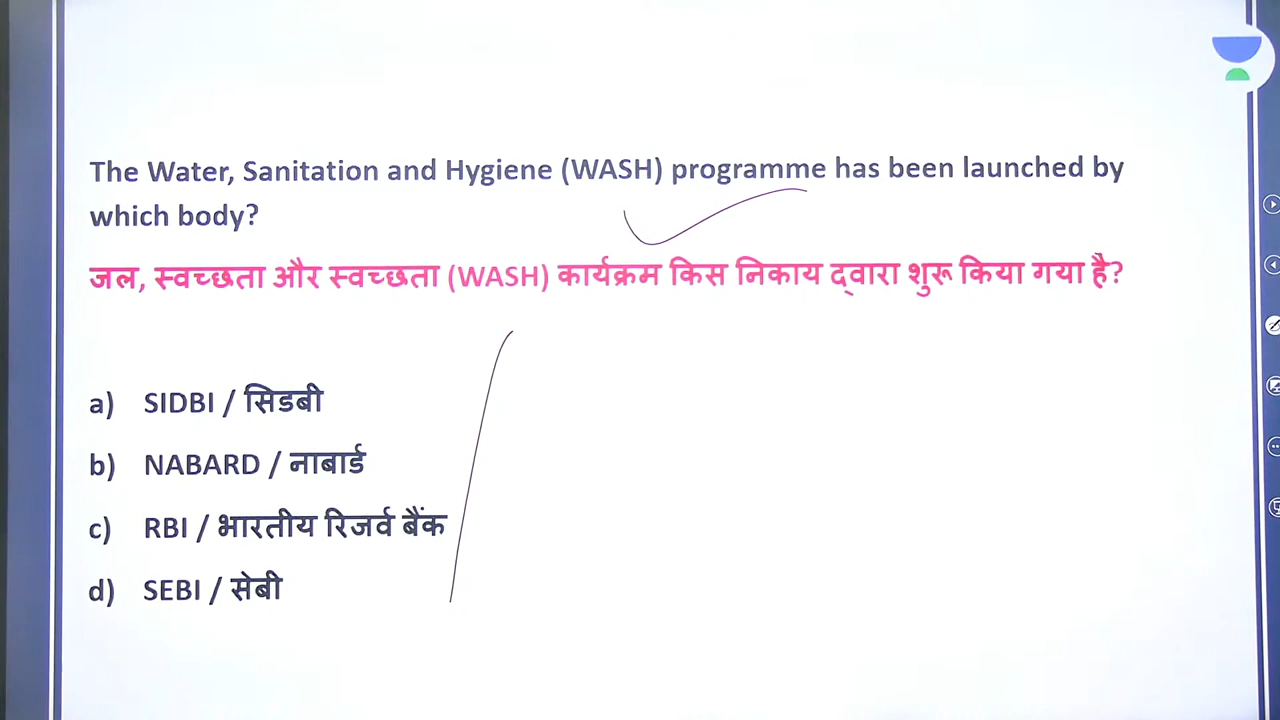 The Water, Sanitation and Hygiene (WASH) programme has been launched by
which body?
जल, स्वच्छता और स्वच्छता (WASH) कार्यक्रम किस निकाय द्वारा शुरू किया गया है?
a) SIDBI / सिडबी
b) NABARD / नाबार्ड
c) RBI / भारतीय रिजर्व बैंक
d) SEBI / सेबी